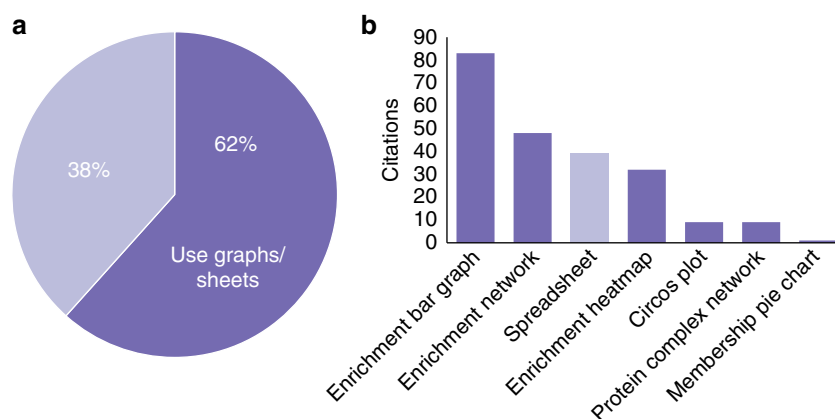 a
62%
38%
Use graphs/
sheets
b
Citations
90
80
70
60
50
40
30
20
10
0
Enrichment bar graph
Enrichment network
Spreadsheet
Enrichment heatmap
Circos plot
Protein complex network
Membership pie chart